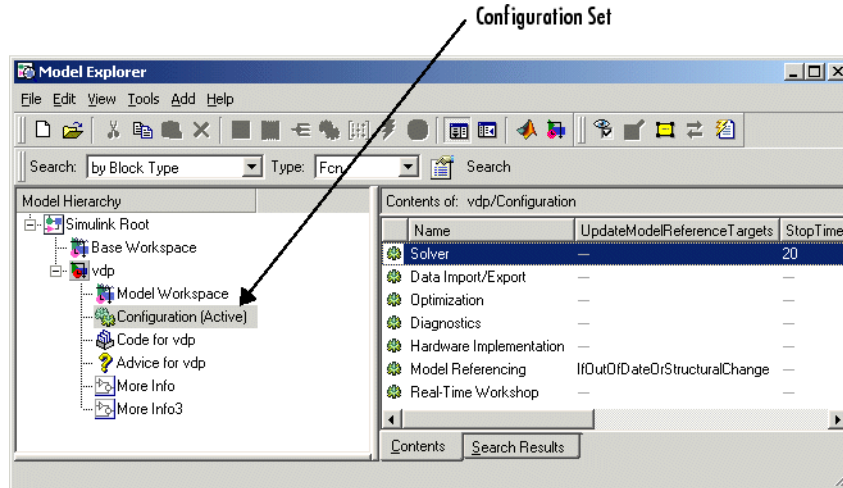 Configuration Set
Model Explorer
File Edit View Tools Add Help
Search: by Block Type Type: Fcn Search
Model Hierarchy
Simulink Root
Base Workspace
vdp
Model Workspace
Configuration (Active)
Code for vdp
Advice for vdp
More Info
More Info3
Contents of: vdp/Configuration
Name UpdateModelReferenceTargets StopTime
Solver — 20
Data Import/Export — —
Optimization — —
Diagnostics — —
Hardware Implementation — —
Model Referencing IfOutOfDateOrStructuralChange —
Real-Time Workshop — —
Contents Search Results